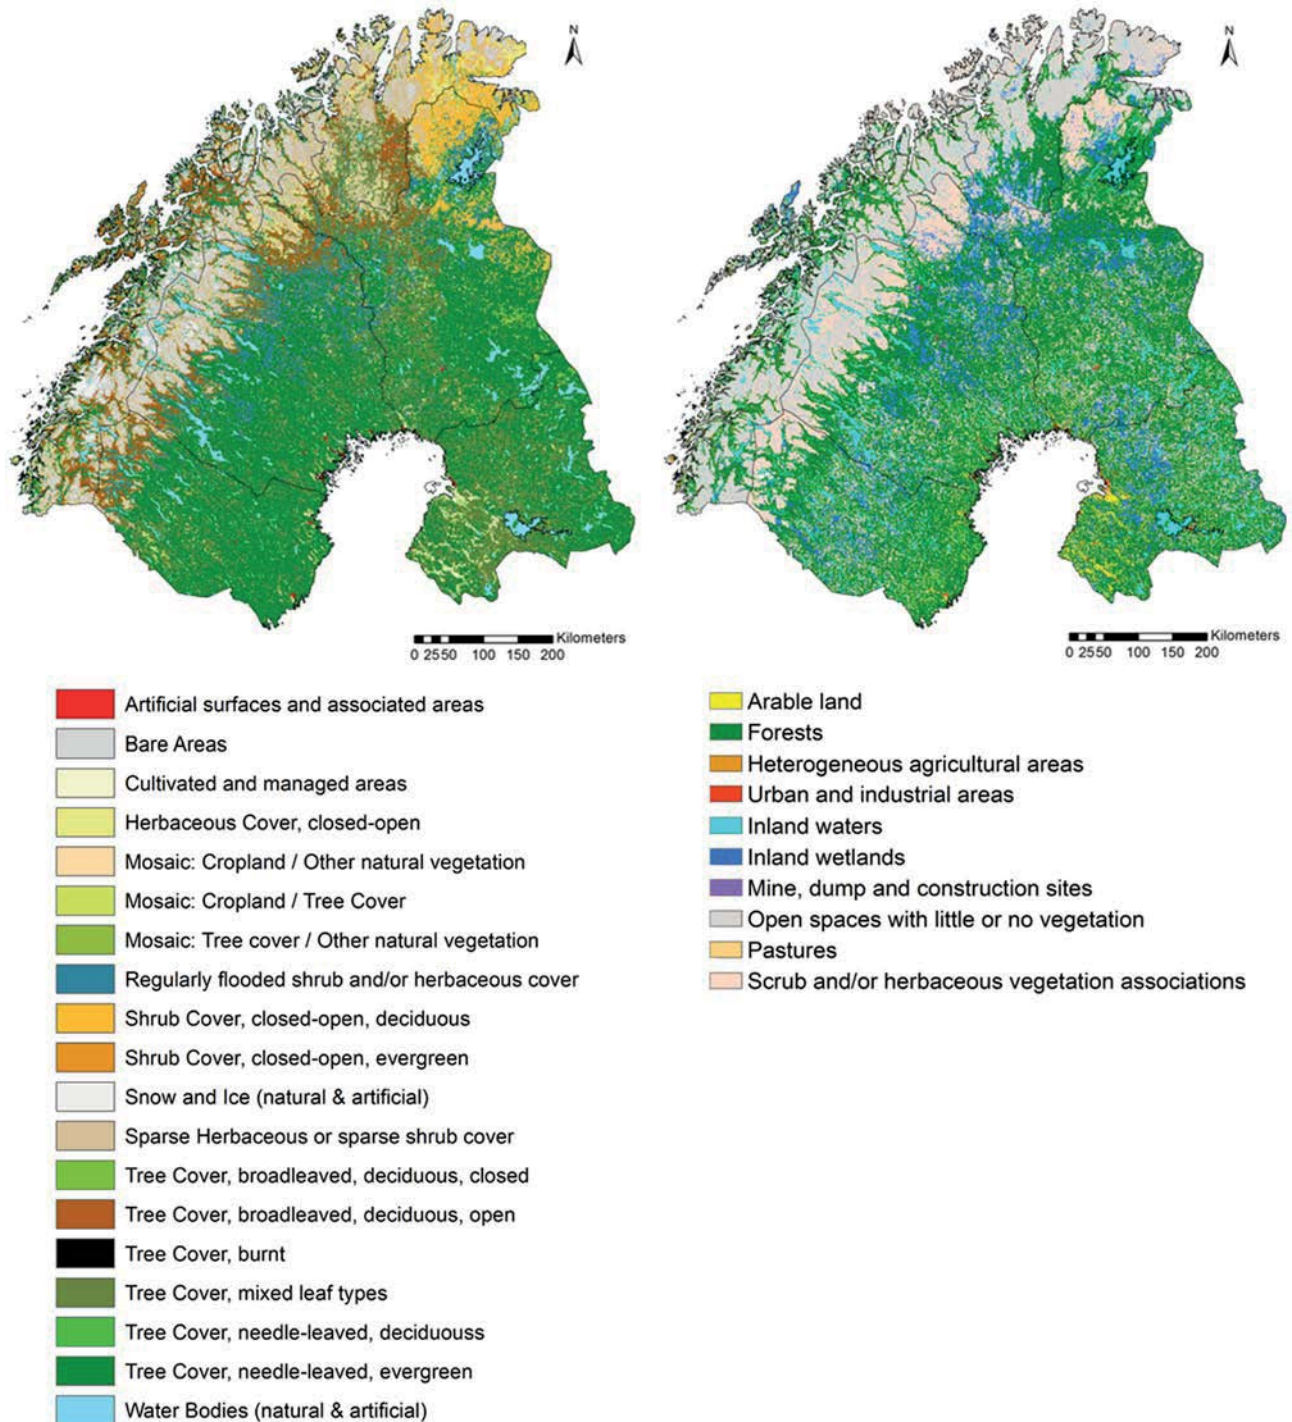 N
N
Kilometers
0 2550 100 150 200
Kilometers
0 2550 100 150 200
Artificial surfaces and associated areas
Bare Areas
Cultivated and managed areas
Herbaceous Cover, closed-open
Mosaic: Cropland / Other natural vegetation
Mosaic: Cropland / Tree Cover
Mosaic: Tree cover / Other natural vegetation
Regularly flooded shrub and/or herbaceous cover
Shrub Cover, closed-open, deciduous
Shrub Cover, closed-open, evergreen
Snow and Ice (natural & artificial)
Sparse Herbaceous or sparse shrub cover
Tree Cover, broadleaved, deciduous, closed
Tree Cover, broadleaved, deciduous, open
Tree Cover, burnt
Tree Cover, mixed leaf types
Tree Cover, needle-leaved, deciduouss
Tree Cover, needle-leaved, evergreen
Water Bodies (natural & artificial)
Arable land
Forests
Heterogeneous agricultural areas
Urban and industrial areas
Inland waters
Inland wetlands
Mine, dump and construction sites
Open spaces with little or no vegetation
Pastures
Scrub and/or herbaceous vegetation associations